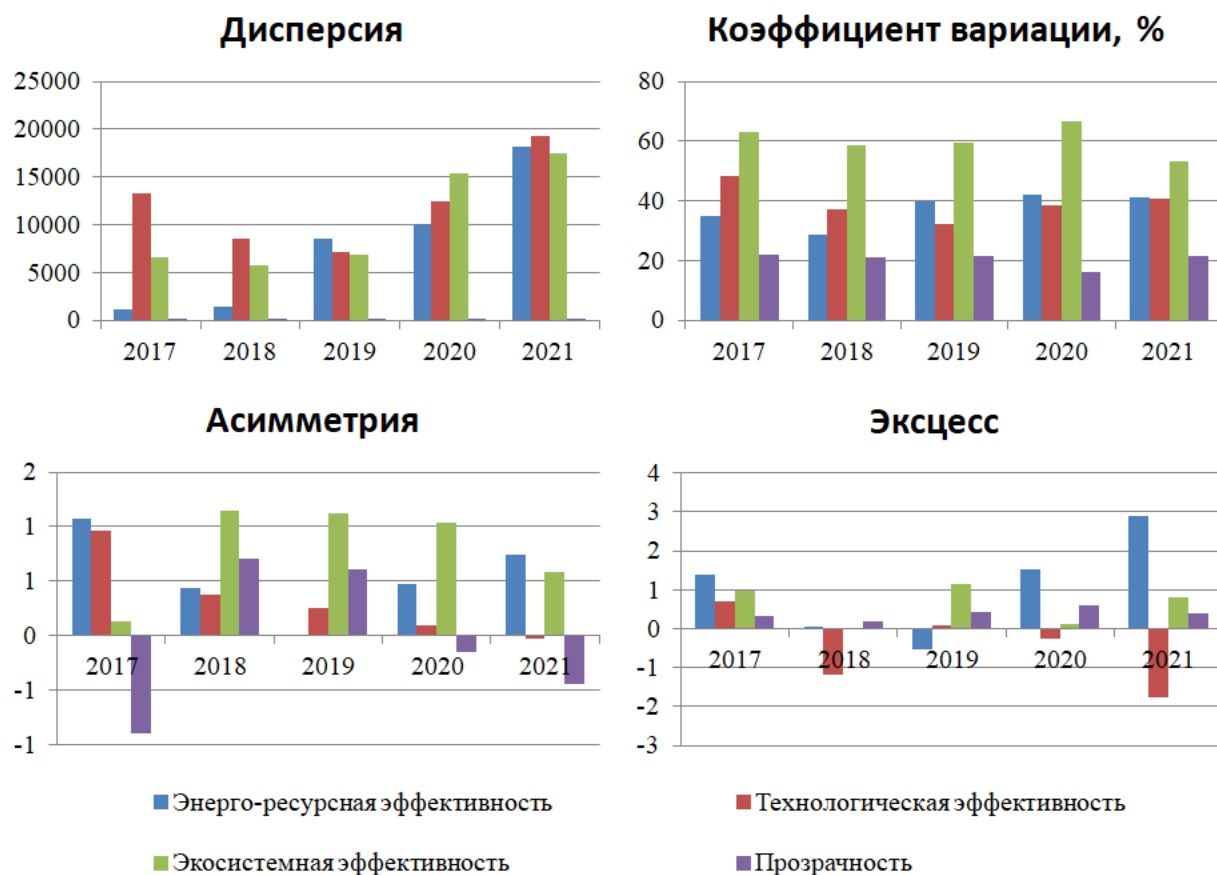 Дисперсия
25000
20000
15000
10000
5000
0
2017 2018 2019 2020 2021
Коэффициент вариации, %
80
60
40
20
0
2017 2018 2019 2020 2021
Асимметрия
2
1
1
0
-1
-1
2017 2018 2019 2020 2021
Эксцесс
4
3
2
1
0
-1
-2
-3
2017 2018 2019 2020 2021
Энерго-ресурсная эффективность
Технологическая эффективность
Экосистемная эффективность
Прозрачность